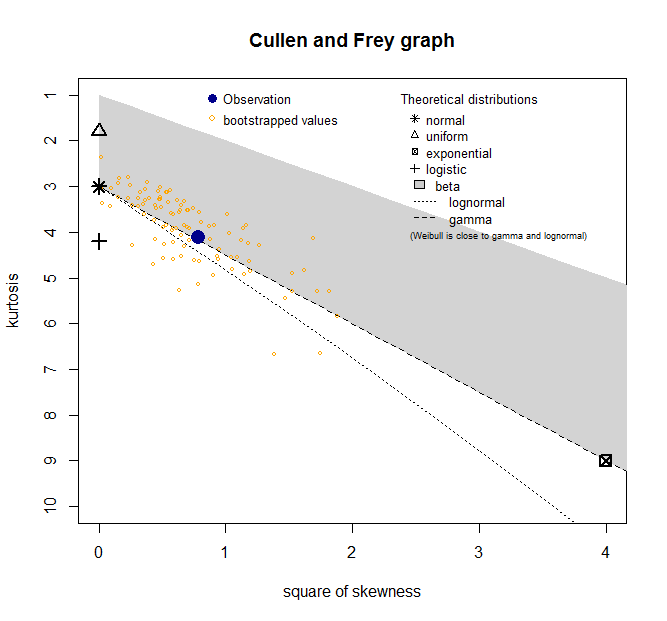 Cullen and Frey graph
Observation
bootstrapped values
Theoretical distributions
normal
uniform
exponential
logistic
beta
lognormal
gamma
(Weibull is close to gamma and lognormal)
kurtosis
1
2
3
4
5
6
7
8
9
10
0
1
2
3
4
square of skewness